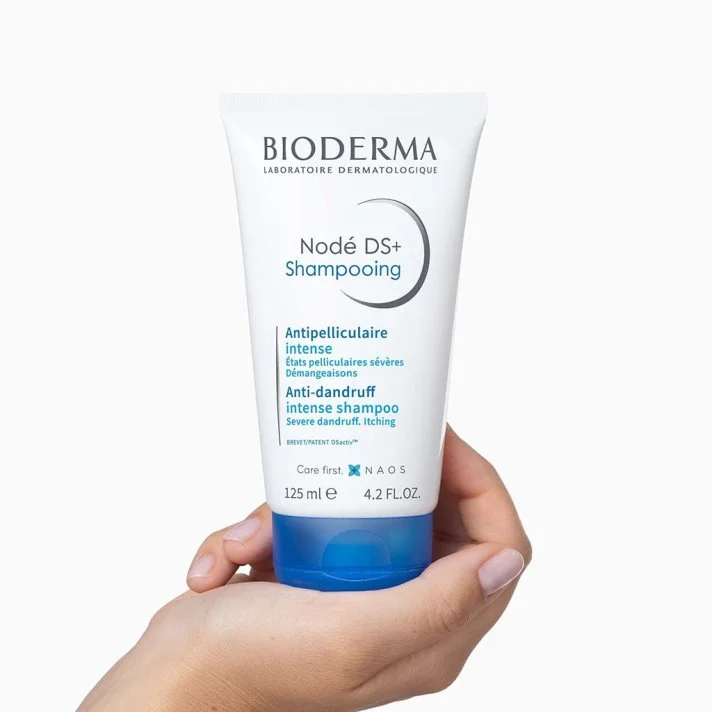 BIODERMA
LABORATOIRE DERMATOLOGIQUE
Nodé DS+
Shampooing
Antipelliculaire
intense
États pelliculaires sévères
Démangeaisons
Anti-dandruff
intense shampoo
Severe dandruff. Itching
BREVET/PATENT DSactiv™
Care first. NAOS
125 ml ℮ 4.2 FL.OZ.